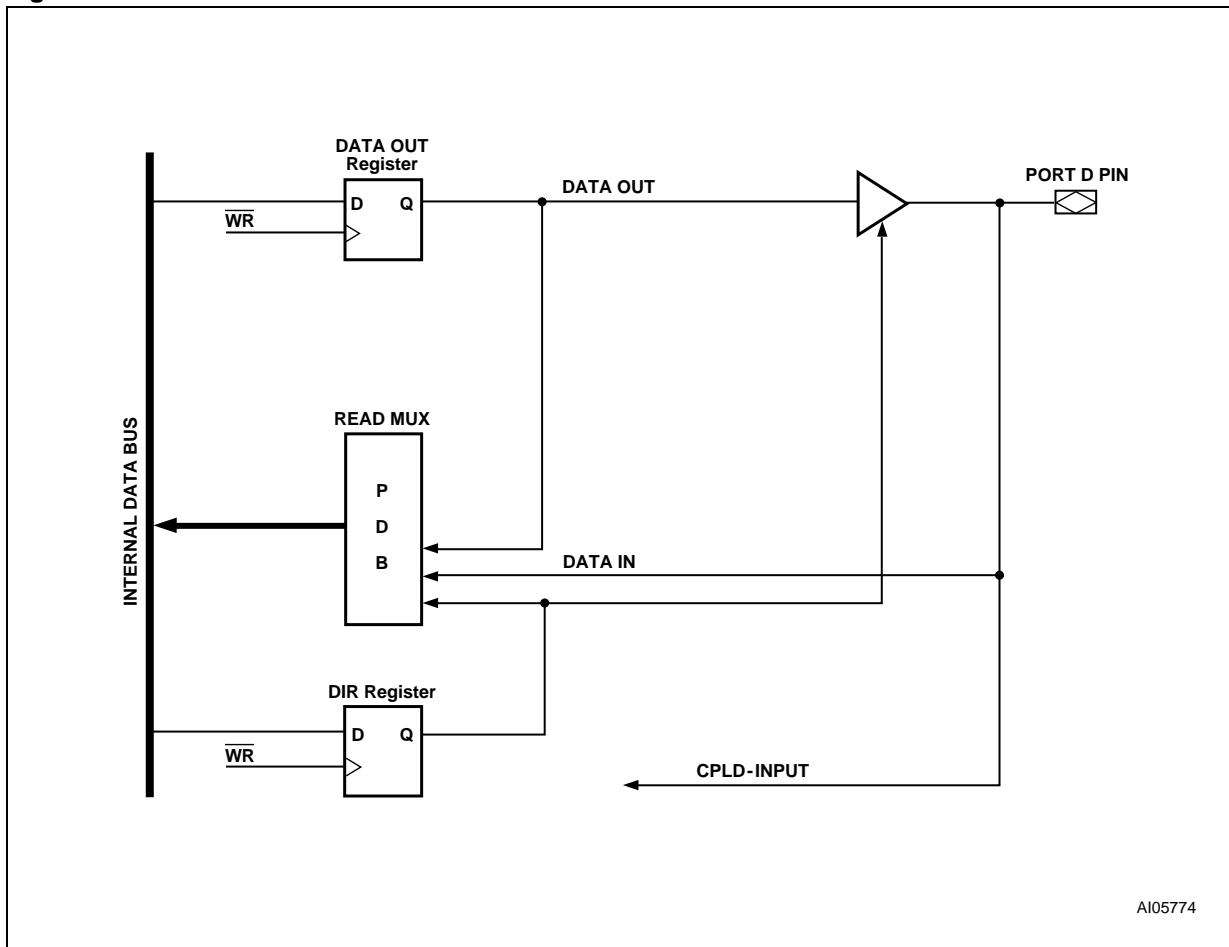 DATA OUT
Register
D Q
WR
DATA OUT
PORT D PIN
INTERNAL DATA BUS
READ MUX
P
D
B
DATA IN
DIR Register
D Q
WR
CPLD-INPUT
AI05774